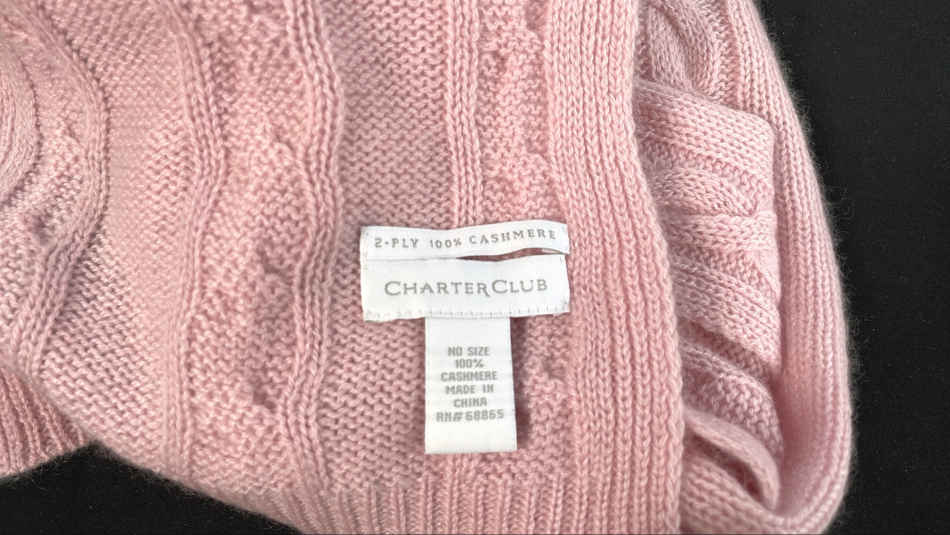 2-PLY 100% CASHMERE
CHARTER CLUB
NO SIZE
100%
CASHMERE
MADE IN
CHINA
RN# 68865